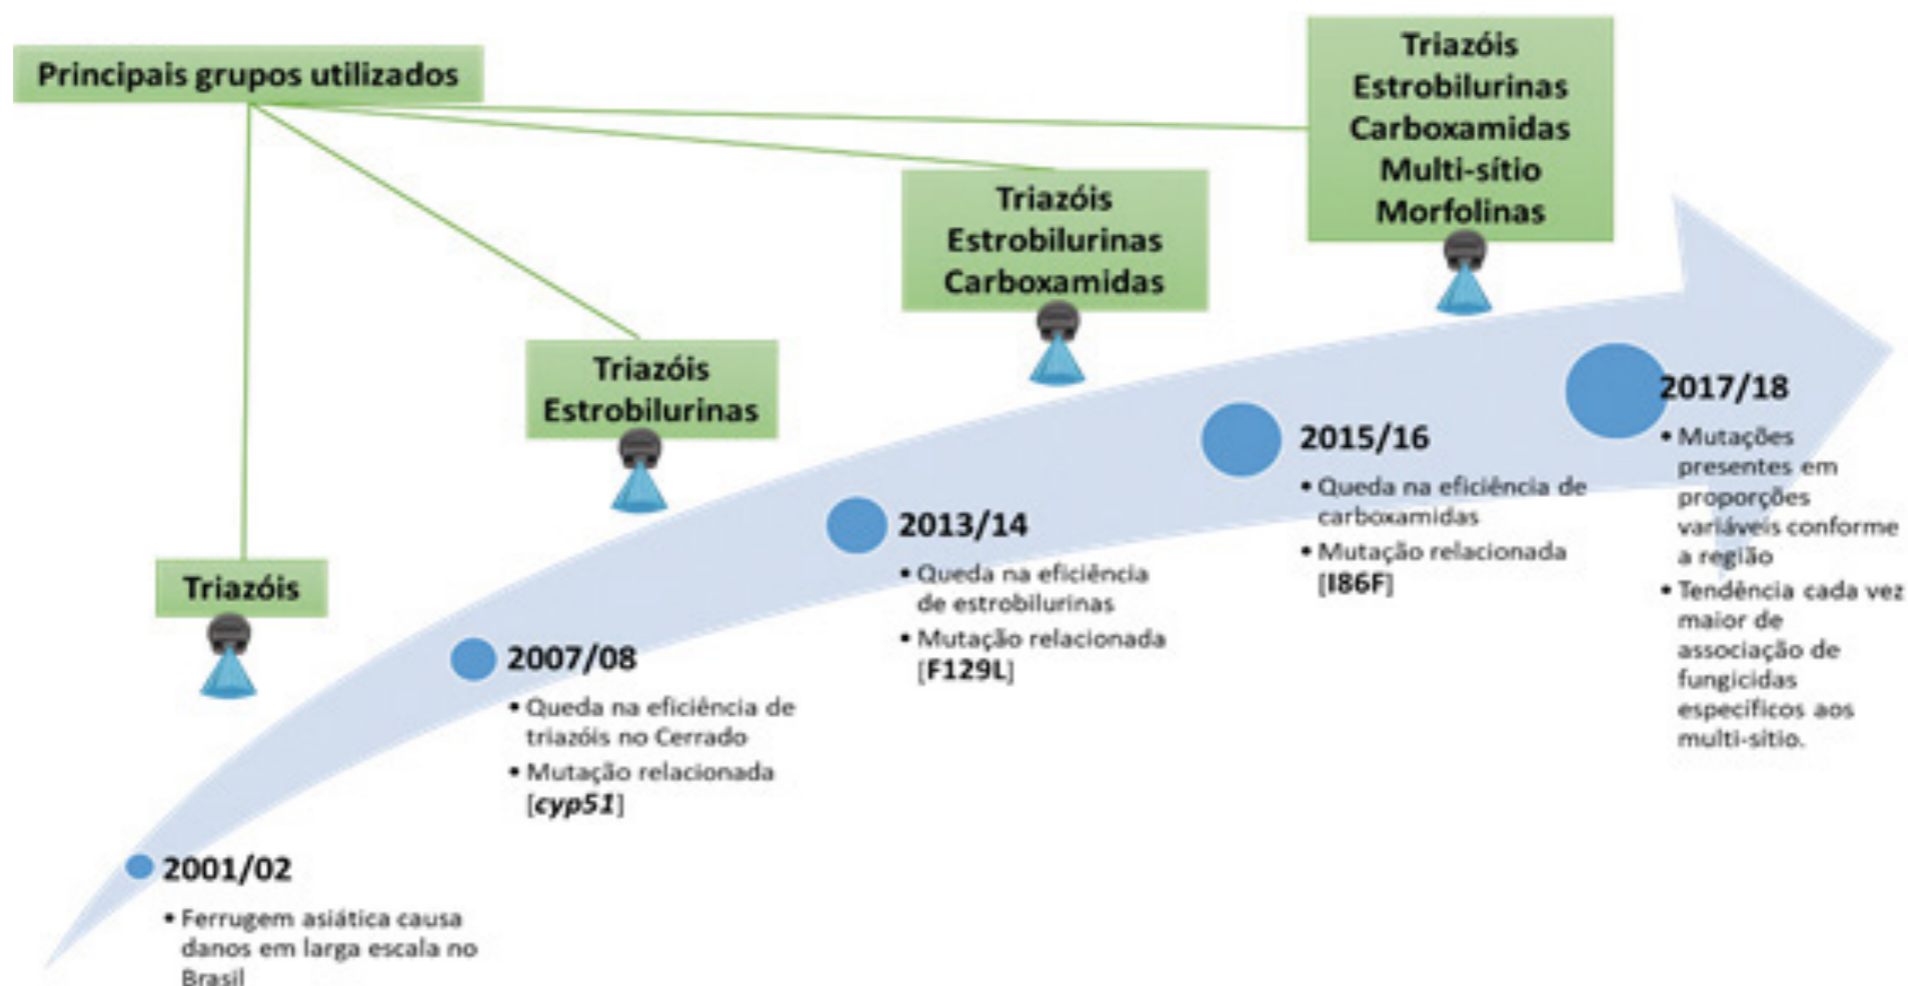 Principais grupos utilizados
Triazóis
Estrobilurinas
Carboxamidas
Multi-sítio
Morfolinas
Triazóis
Estrobilurinas
Carboxamidas
Triazóis
Estrobilurinas
Triazóis
2017/18
• Mutações
presentes em
proporções
variáveis conforme
a região
• Tendência cada vez
maior de
associação de
fungicidas
específicos aos
multi-sítio.
2015/16
• Queda na eficiência de
carboxamidas
• Mutação relacionada
[I86F]
2013/14
• Queda na eficiência
de estrobilurinas
• Mutação relacionada
[F129L]
2007/08
• Queda na eficiência de
triazóis no Cerrado
• Mutação relacionada
[cyp51]
2001/02
• Ferrugem asiática causa
danos em larga escala no
Brasil